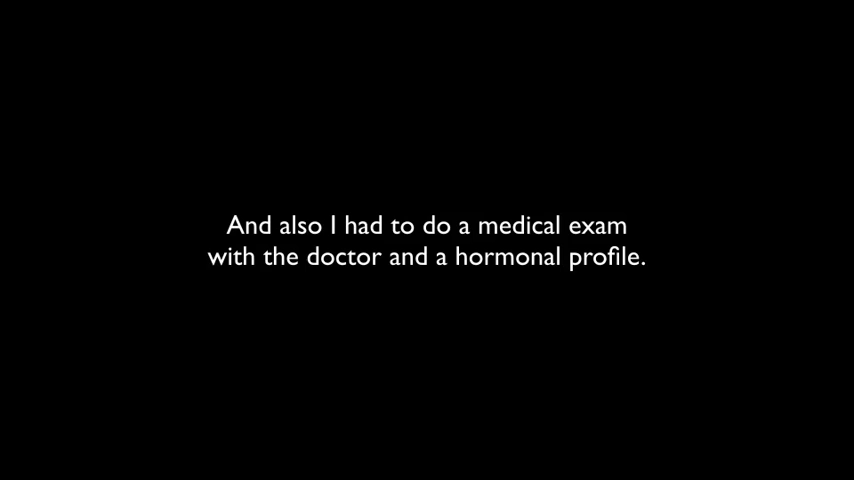 And also I had to do a medical exam
with the doctor and a hormonal profile.